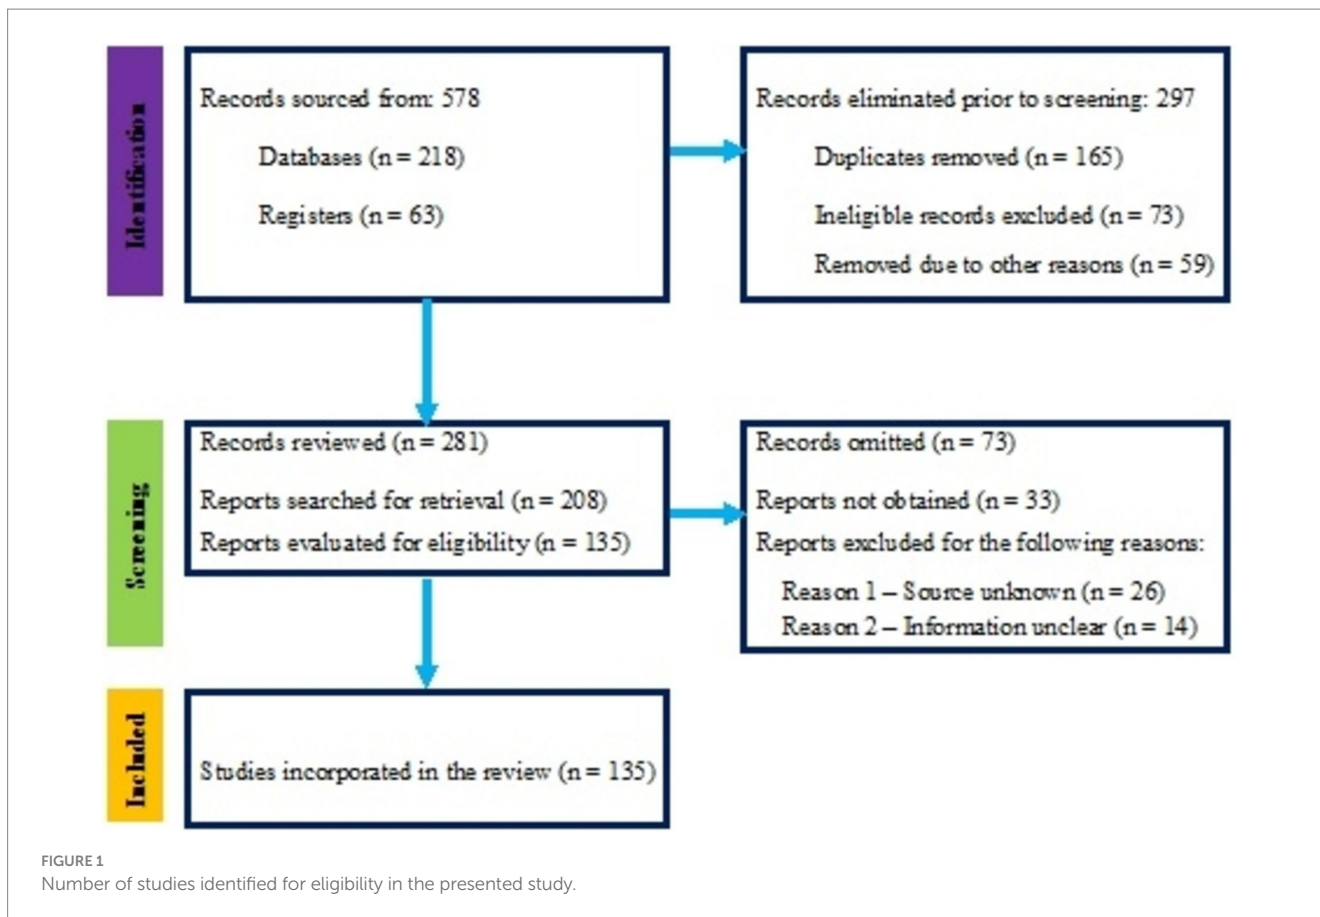 Identification
Records sourced from: 578
Databases (n = 218)
Registers (n = 63)
Records eliminated prior to screening: 297
Duplicates removed (n = 165)
Ineligible records excluded (n = 73)
Removed due to other reasons (n = 59)
Screening
Records reviewed (n = 281)
Reports searched for retrieval (n = 208)
Reports evaluated for eligibility (n = 135)
Records omitted (n = 73)
Reports not obtained (n = 33)
Reports excluded for the following reasons:
Reason 1 – Source unknown (n = 26)
Reason 2 – Information unclear (n = 14)
Included
Studies incorporated in the review (n = 135)
FIGURE 1
Number of studies identified for eligibility in the presented study.